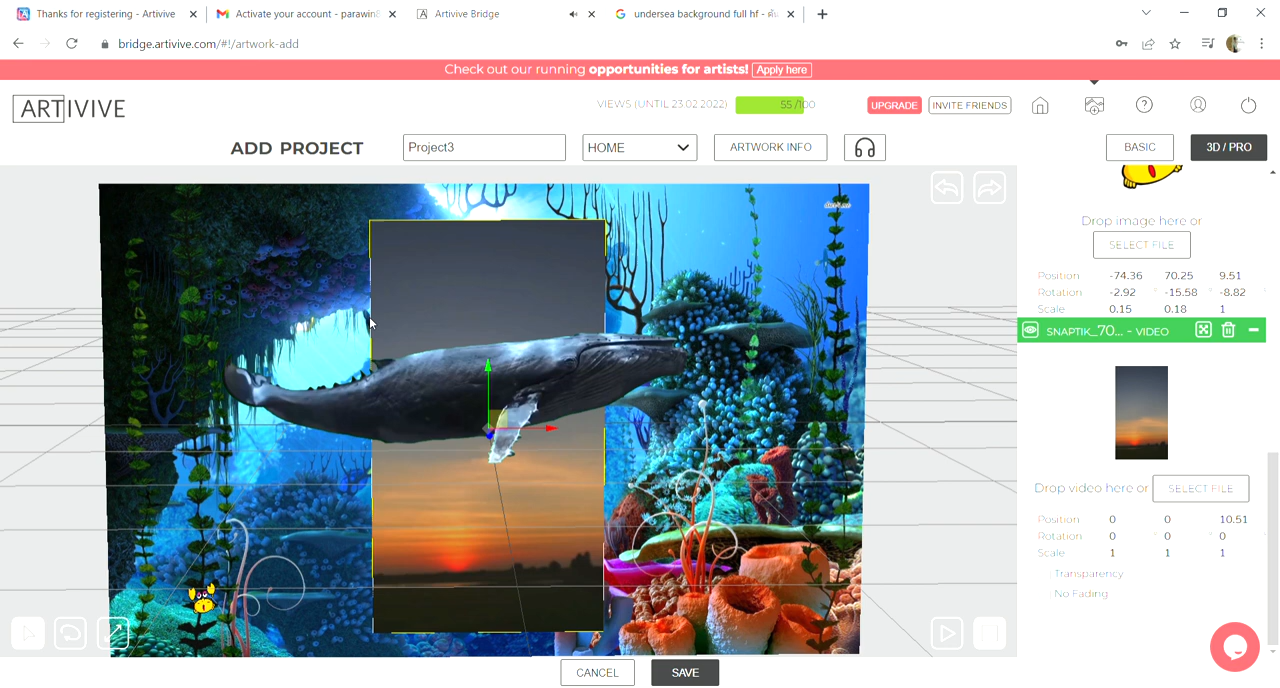 Thanks for registering - Artivive
Activate your account - parawin8
Artivive Bridge
undersea background full hf - ค้น
bridge.artivive.com/#!/artwork-add
Check out our running opportunities for artists! Apply here
ARTIVIVE
VIEWS (UNTIL 23.02.2022)
55 /100
UPGRADE
INVITE FRIENDS
ADD PROJECT
Project3
HOME
ARTWORK INFO
BASIC
3D / PRO
Drop image here or
SELECT FILE
Position -74.36 70.25 9.51
Rotation -2.92 ° -15.58 ° -8.82
Scale 0.15 0.18 1
SNAPTIK_70... - VIDEO
Drop video here or SELECT FILE
Position 0 0 10.51
Rotation 0 ° 0 ° 0
Scale 1 1 1
Transparency
No Fading
CANCEL
SAVE